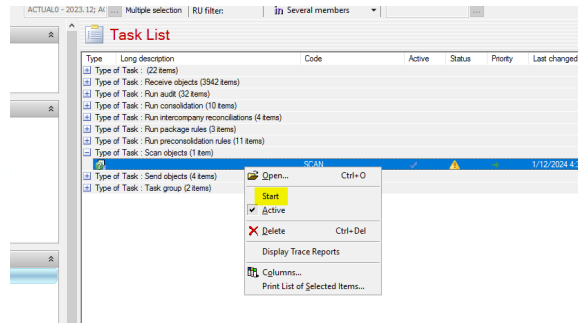 ACTUAL0 - 2023.12; A( ... Multiple selection RU filter: in Several members ...
Task List
Type Long description Code Active Status Priority Last changed
Type of Task : (22 items)
Type of Task : Receive objects (3942 items)
Type of Task : Run audit (32 items)
Type of Task : Run consolidation (10 items)
Type of Task : Run intercompany reconciliations (4 items)
Type of Task : Run package rules (3 items)
Type of Task : Run preconsolidation rules (11 items)
Type of Task : Scan objects (1 item)
SCAN 1/12/2024 4:
Type of Task : Send objects (4 items)
Type of Task : Task group (2 items)
Open... Ctrl+O
Start
Active
Delete Ctrl+Del
Display Trace Reports
Columns...
Print List of Selected Items...